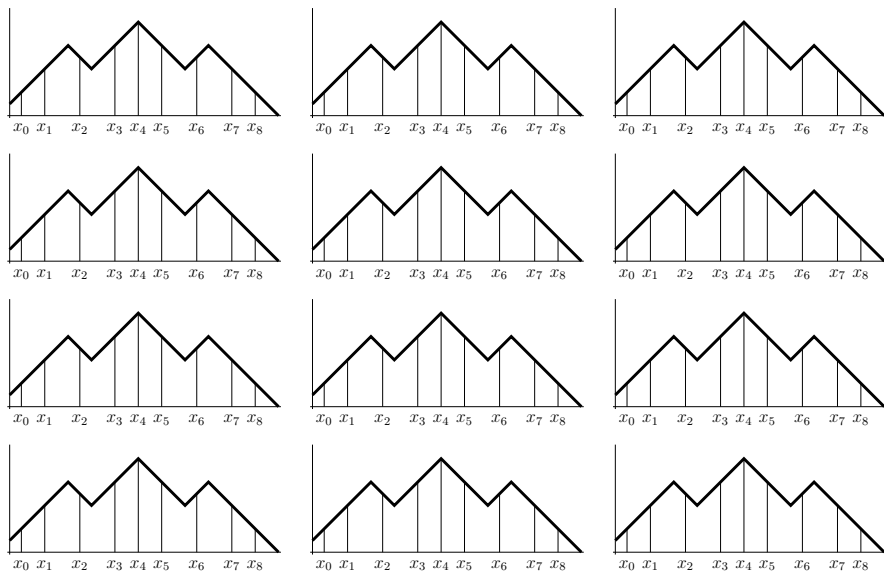 x₀ x₁ x₂ x₃ x₄ x₅ x₆ x₇ x₈ x₀ x₁ x₂ x₃ x₄ x₅ x₆ x₇ x₈ x₀ x₁ x₂ x₃ x₄ x₅ x₆ x₇ x₈
x₀ x₁ x₂ x₃ x₄ x₅ x₆ x₇ x₈ x₀ x₁ x₂ x₃ x₄ x₅ x₆ x₇ x₈ x₀ x₁ x₂ x₃ x₄ x₅ x₆ x₇ x₈
x₀ x₁ x₂ x₃ x₄ x₅ x₆ x₇ x₈ x₀ x₁ x₂ x₃ x₄ x₅ x₆ x₇ x₈ x₀ x₁ x₂ x₃ x₄ x₅ x₆ x₇ x₈
x₀ x₁ x₂ x₃ x₄ x₅ x₆ x₇ x₈ x₀ x₁ x₂ x₃ x₄ x₅ x₆ x₇ x₈ x₀ x₁ x₂ x₃ x₄ x₅ x₆ x₇ x₈